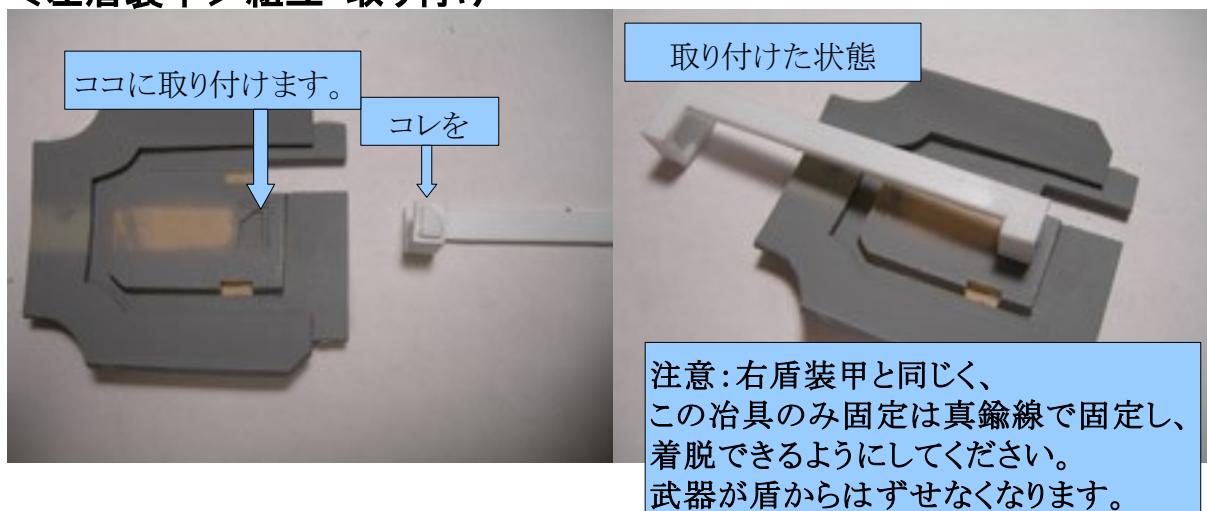 ココに取り付けます。
コレを
取り付けた状態
注意：右盾装甲と同じく、
この冶具のみ固定は真鍮線で固定し、
着脱できるようにしてください。
武器が盾からはずせなくなります。